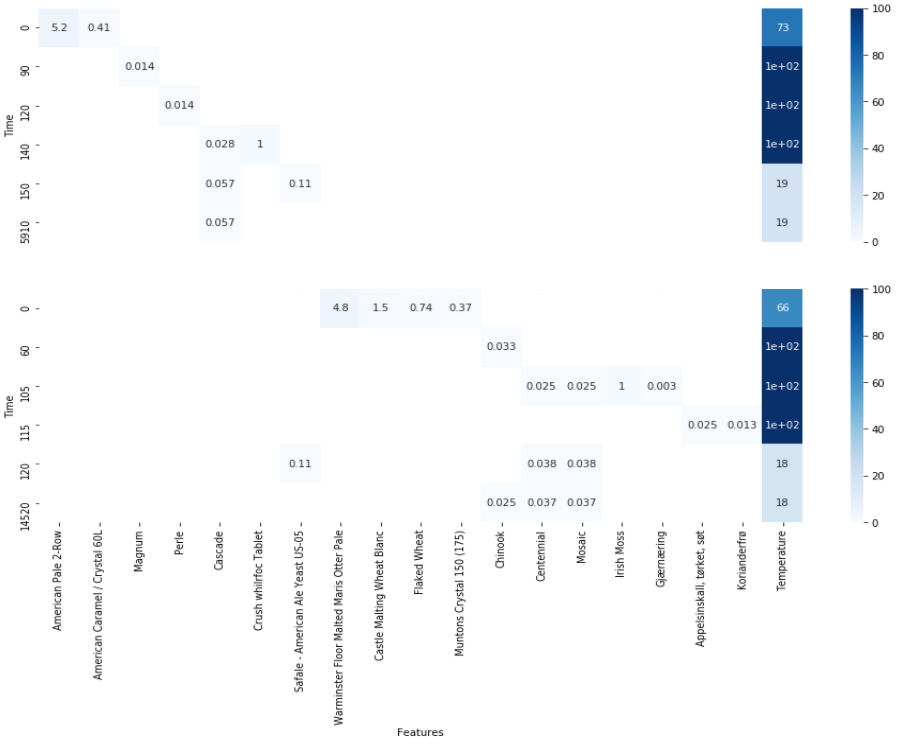 0 5.2 0.41 73 100
90 0.014 1e+02 80
120 0.014 1e+02 60
Time
140 0.028 1 1e+02 40
150 0.057 0.11 19 20
5910 0.057 19 0
0 4.8 1.5 0.74 0.37 66 100
60 0.033 1e+02 80
105 0.025 0.025 1 0.003 1e+02 60
Time
115 0.025 0.013 1e+02 40
120 0.11 0.038 0.038 18 20
14520 0.025 0.037 0.037 18 0
American Pale 2-Row
American Caramel / Crystal 60L
Magnum
Perle
Cascade
Crush whilrfoc Tablet
Safale - American Ale Yeast US-05
Warminster Floor Malted Maris Otter Pale
Castle Malting Wheat Blanc
Flaked Wheat
Muntons Crystal 150 (175)
Chinook
Centennial
Mosaic
Irish Moss
Gjærnæring
Appelsinskall, tørket, søt
Korianderfrø
Temperature
Features